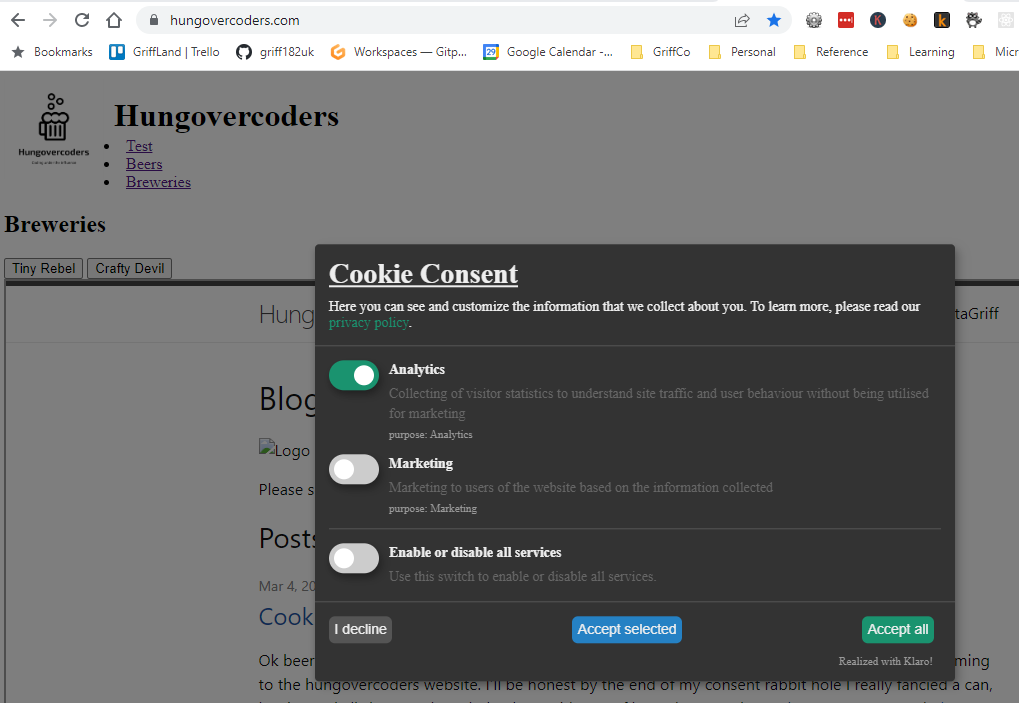 hungovercoders.com
Bookmarks GriffLand | Trello griff182uk Workspaces — Gitp... 29 Google Calendar -... GriffCo Personal Reference Learning Micr
Hungovercoders
Hungovercoders
Test
Beers
Breweries
Breweries
Tiny Rebel Crafty Devil
Cookie Consent
Here you can see and customize the information that we collect about you. To learn more, please read our
privacy policy.
Hung
taGriff
Analytics
Collecting of visitor statistics to understand site traffic and user behaviour without being utilised
for marketing
purpose: Analytics
Blog
Logo
Marketing
Marketing to users of the website based on the information collected
purpose: Marketing
Please s
Posts
Enable or disable all services
Use this switch to enable or disable all services.
Mar 4, 20
Cook
I decline Accept selected Accept all
Realized with Klaro!
Ok beer
ming
to the hungovercoders website. I'll be honest by the end of my consent rabbit hole I really fancied a can,